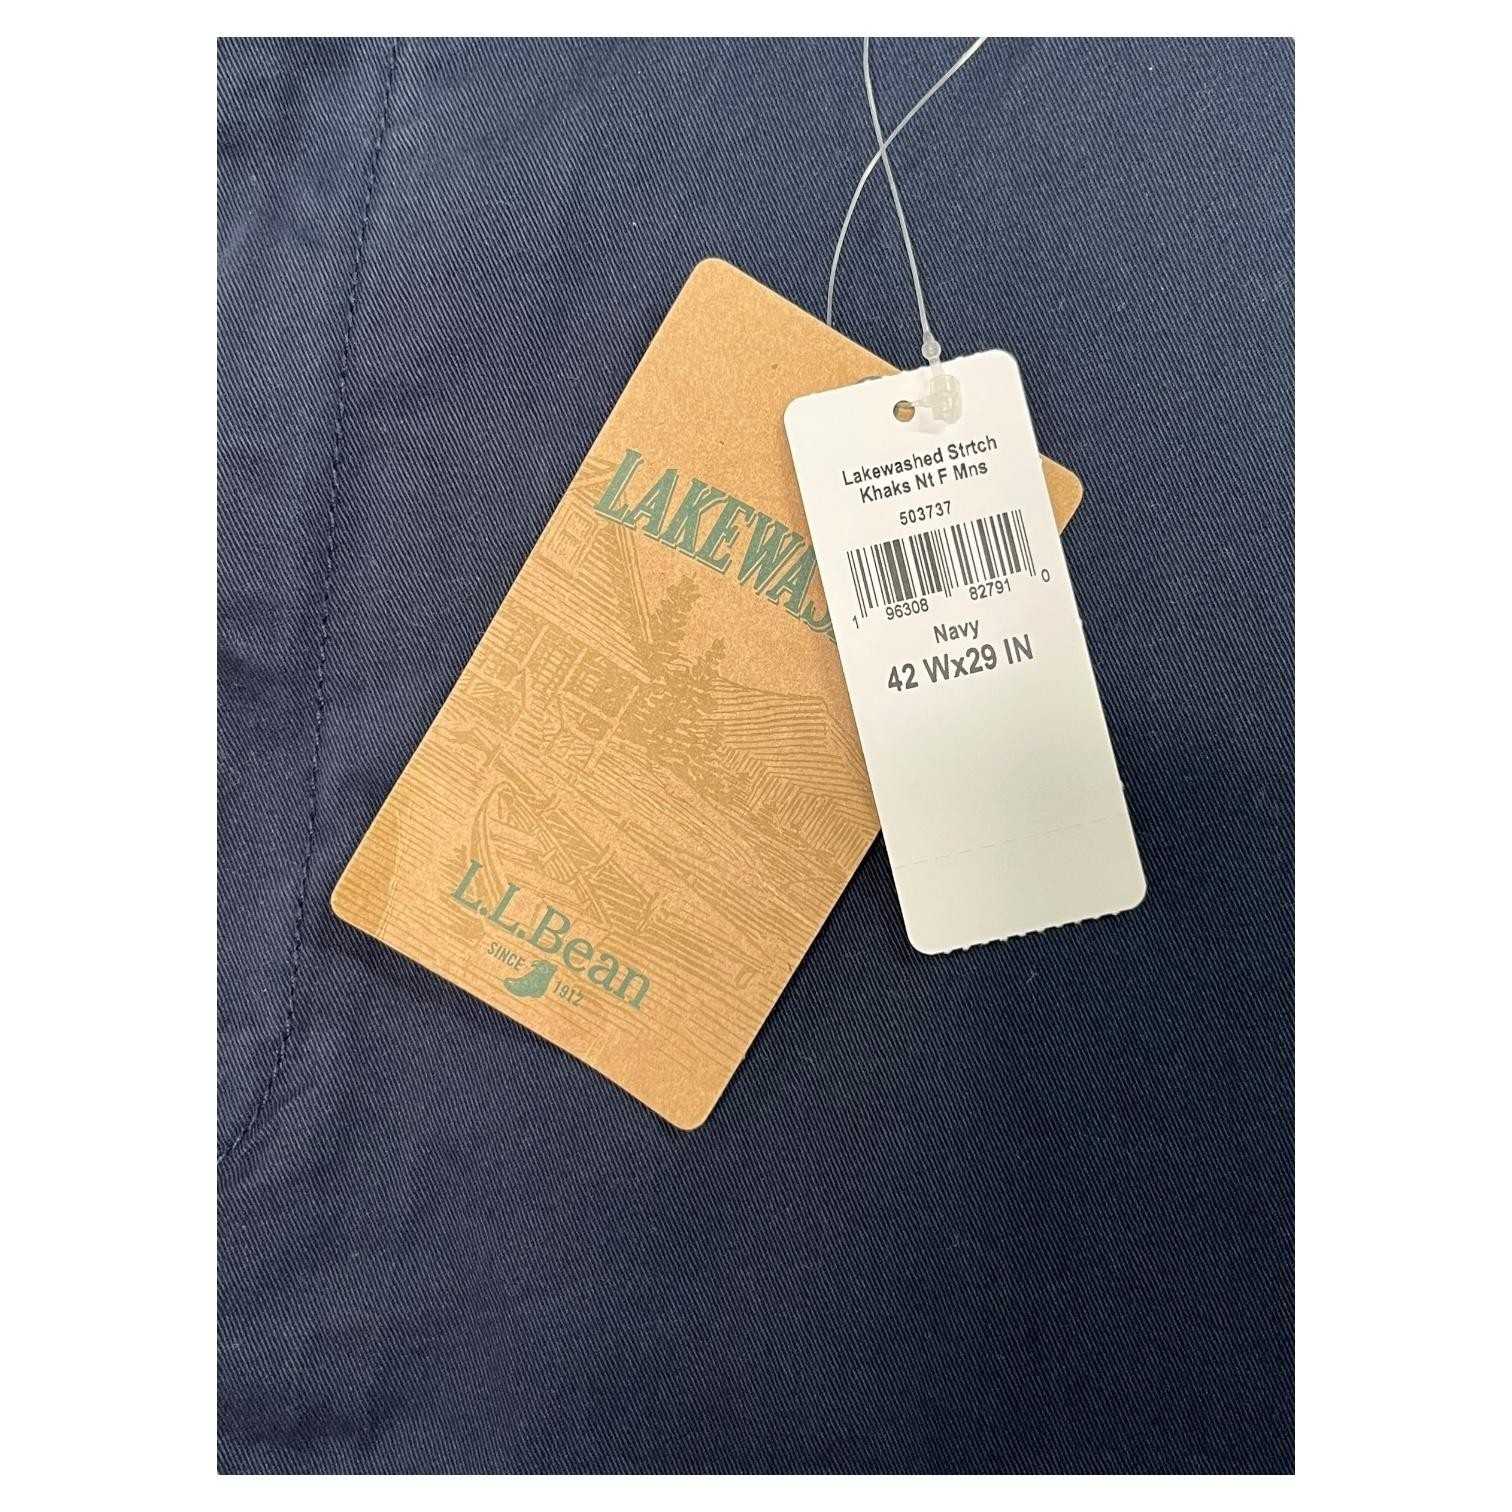 LAKEWAS
L.L.Bean
SINCE 1912
Lakewashed Strtch
Khaks Nt F Mns
503737
1 96308 82791 0
Navy
42 Wx29 IN